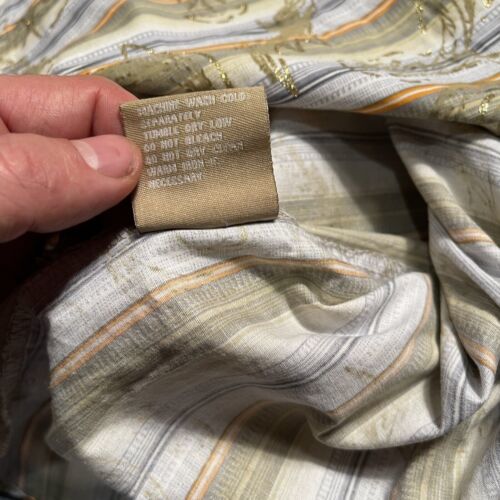 MACHINE WASH COLD
SEPARATELY
TUMBLE DRY LOW
DO NOT BLEACH
DO NOT DRY CLEAN
WARM IRON IF
NECESSARY